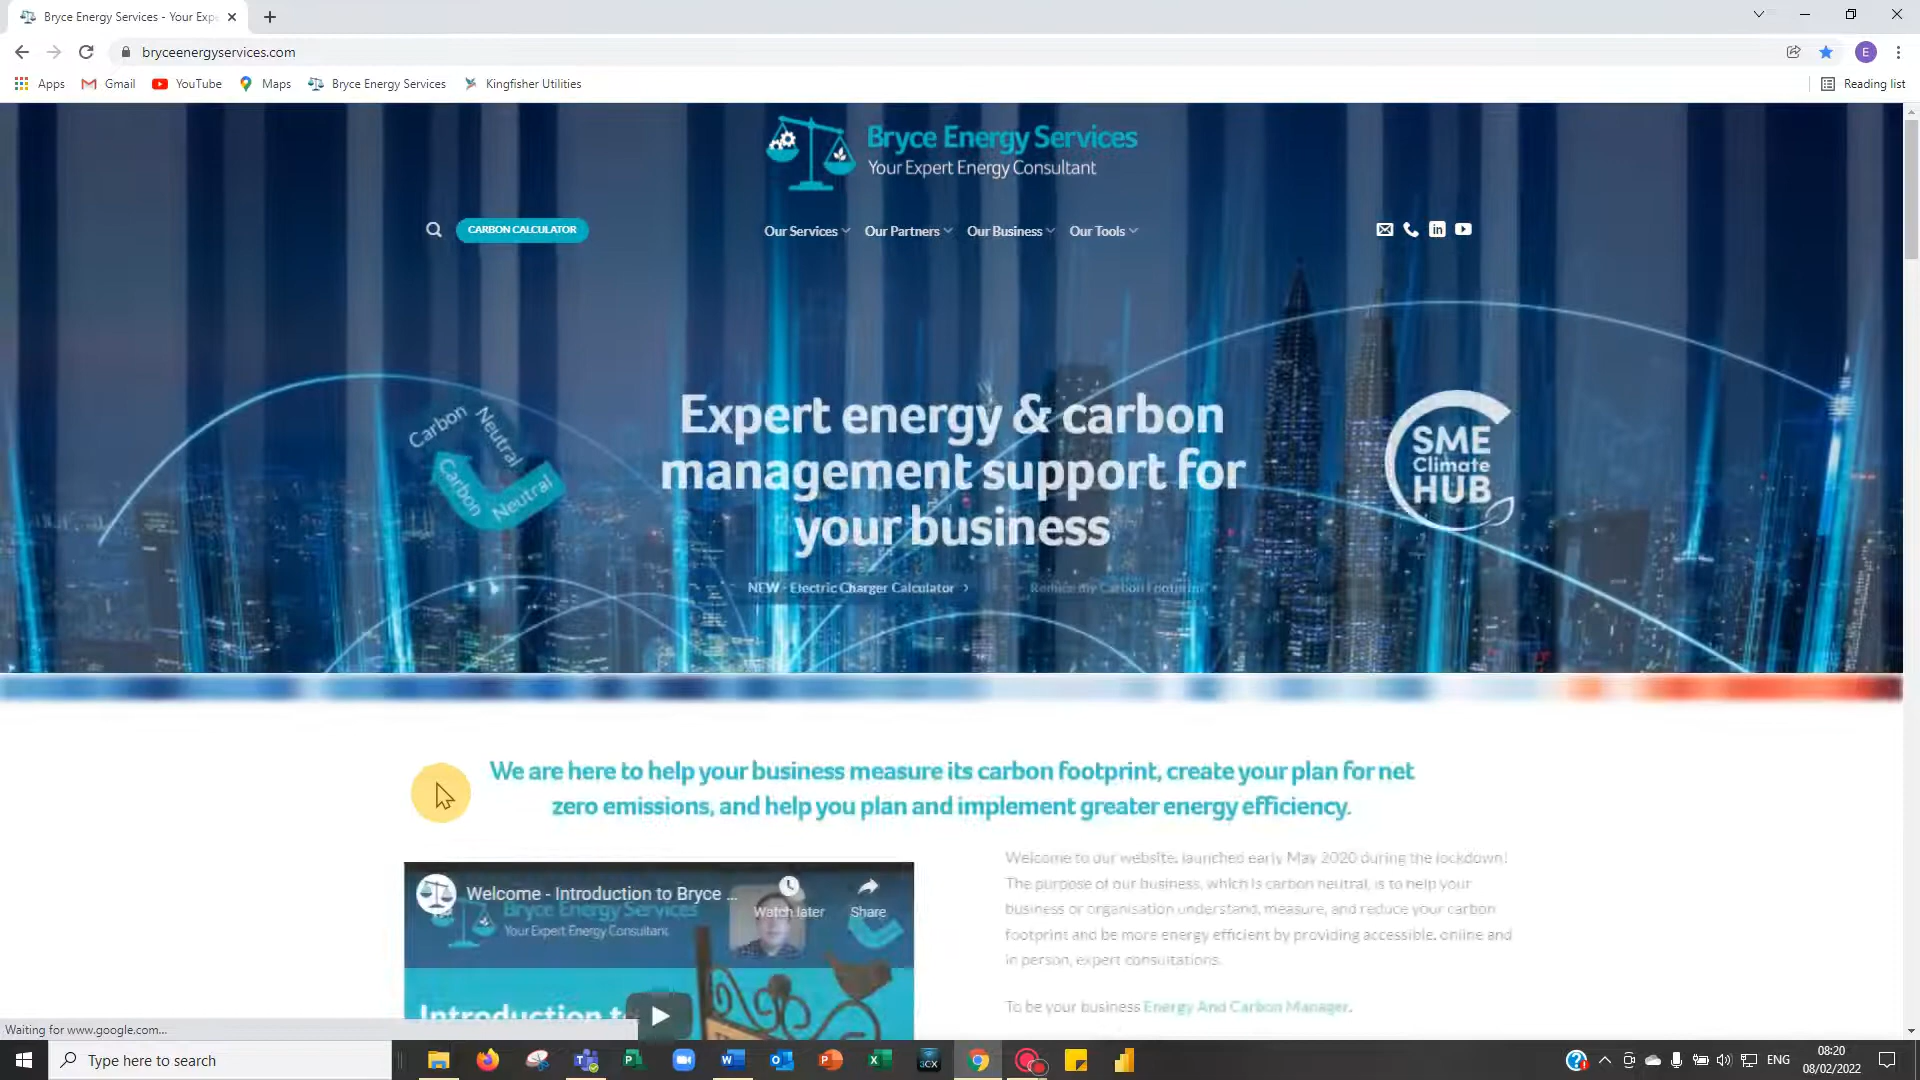 Bryce Energy Services - Your Expe
bryceenergyservices.com
E
Apps
Gmail
YouTube
Maps
Bryce Energy Services
Kingfisher Utilities
Reading list
Bryce Energy Services
Your Expert Energy Consultant
CARBON CALCULATOR
Our Services
Our Partners
Our Business
Our Tools
Carbon Neutral
Carbon Neutral
Expert energy & carbon
management support for
your business
SME
Climate
HUB
NEW - Electric Charger Calculator
Reduce my Carbon Footprint
We are here to help your business measure its carbon footprint, create your plan for net
zero emissions, and help you plan and implement greater energy efficiency.
Welcome - Introduction to Bryce ...
Watch later
Share
Bryce Energy Services
Your Expert Energy Consultant
Introduction t
Welcome to our website, launched early May 2020 during the lockdown!
The purpose of our business, which is carbon neutral, is to help your
business or organisation understand, measure, and reduce your carbon
footprint and be more energy efficient by providing accessible, online and
in person, expert consultations.
To be your business Energy And Carbon Manager.
Waiting for www.google.com...
Type here to search
3CX
ENG
08:20
08/02/2022